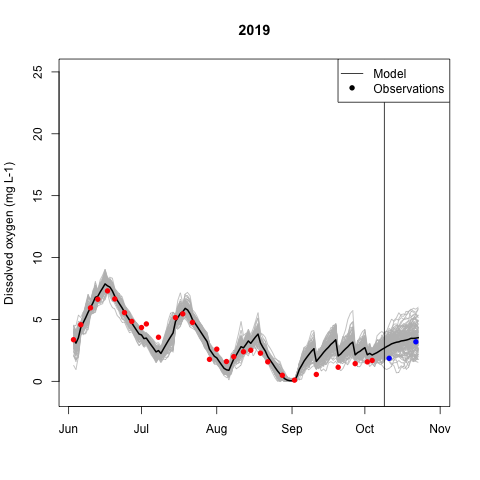 2019
Model
Observations
Dissolved oxygen (mg L-1)
25
20
15
10
5
0
Jun Jul Aug Sep Oct Nov